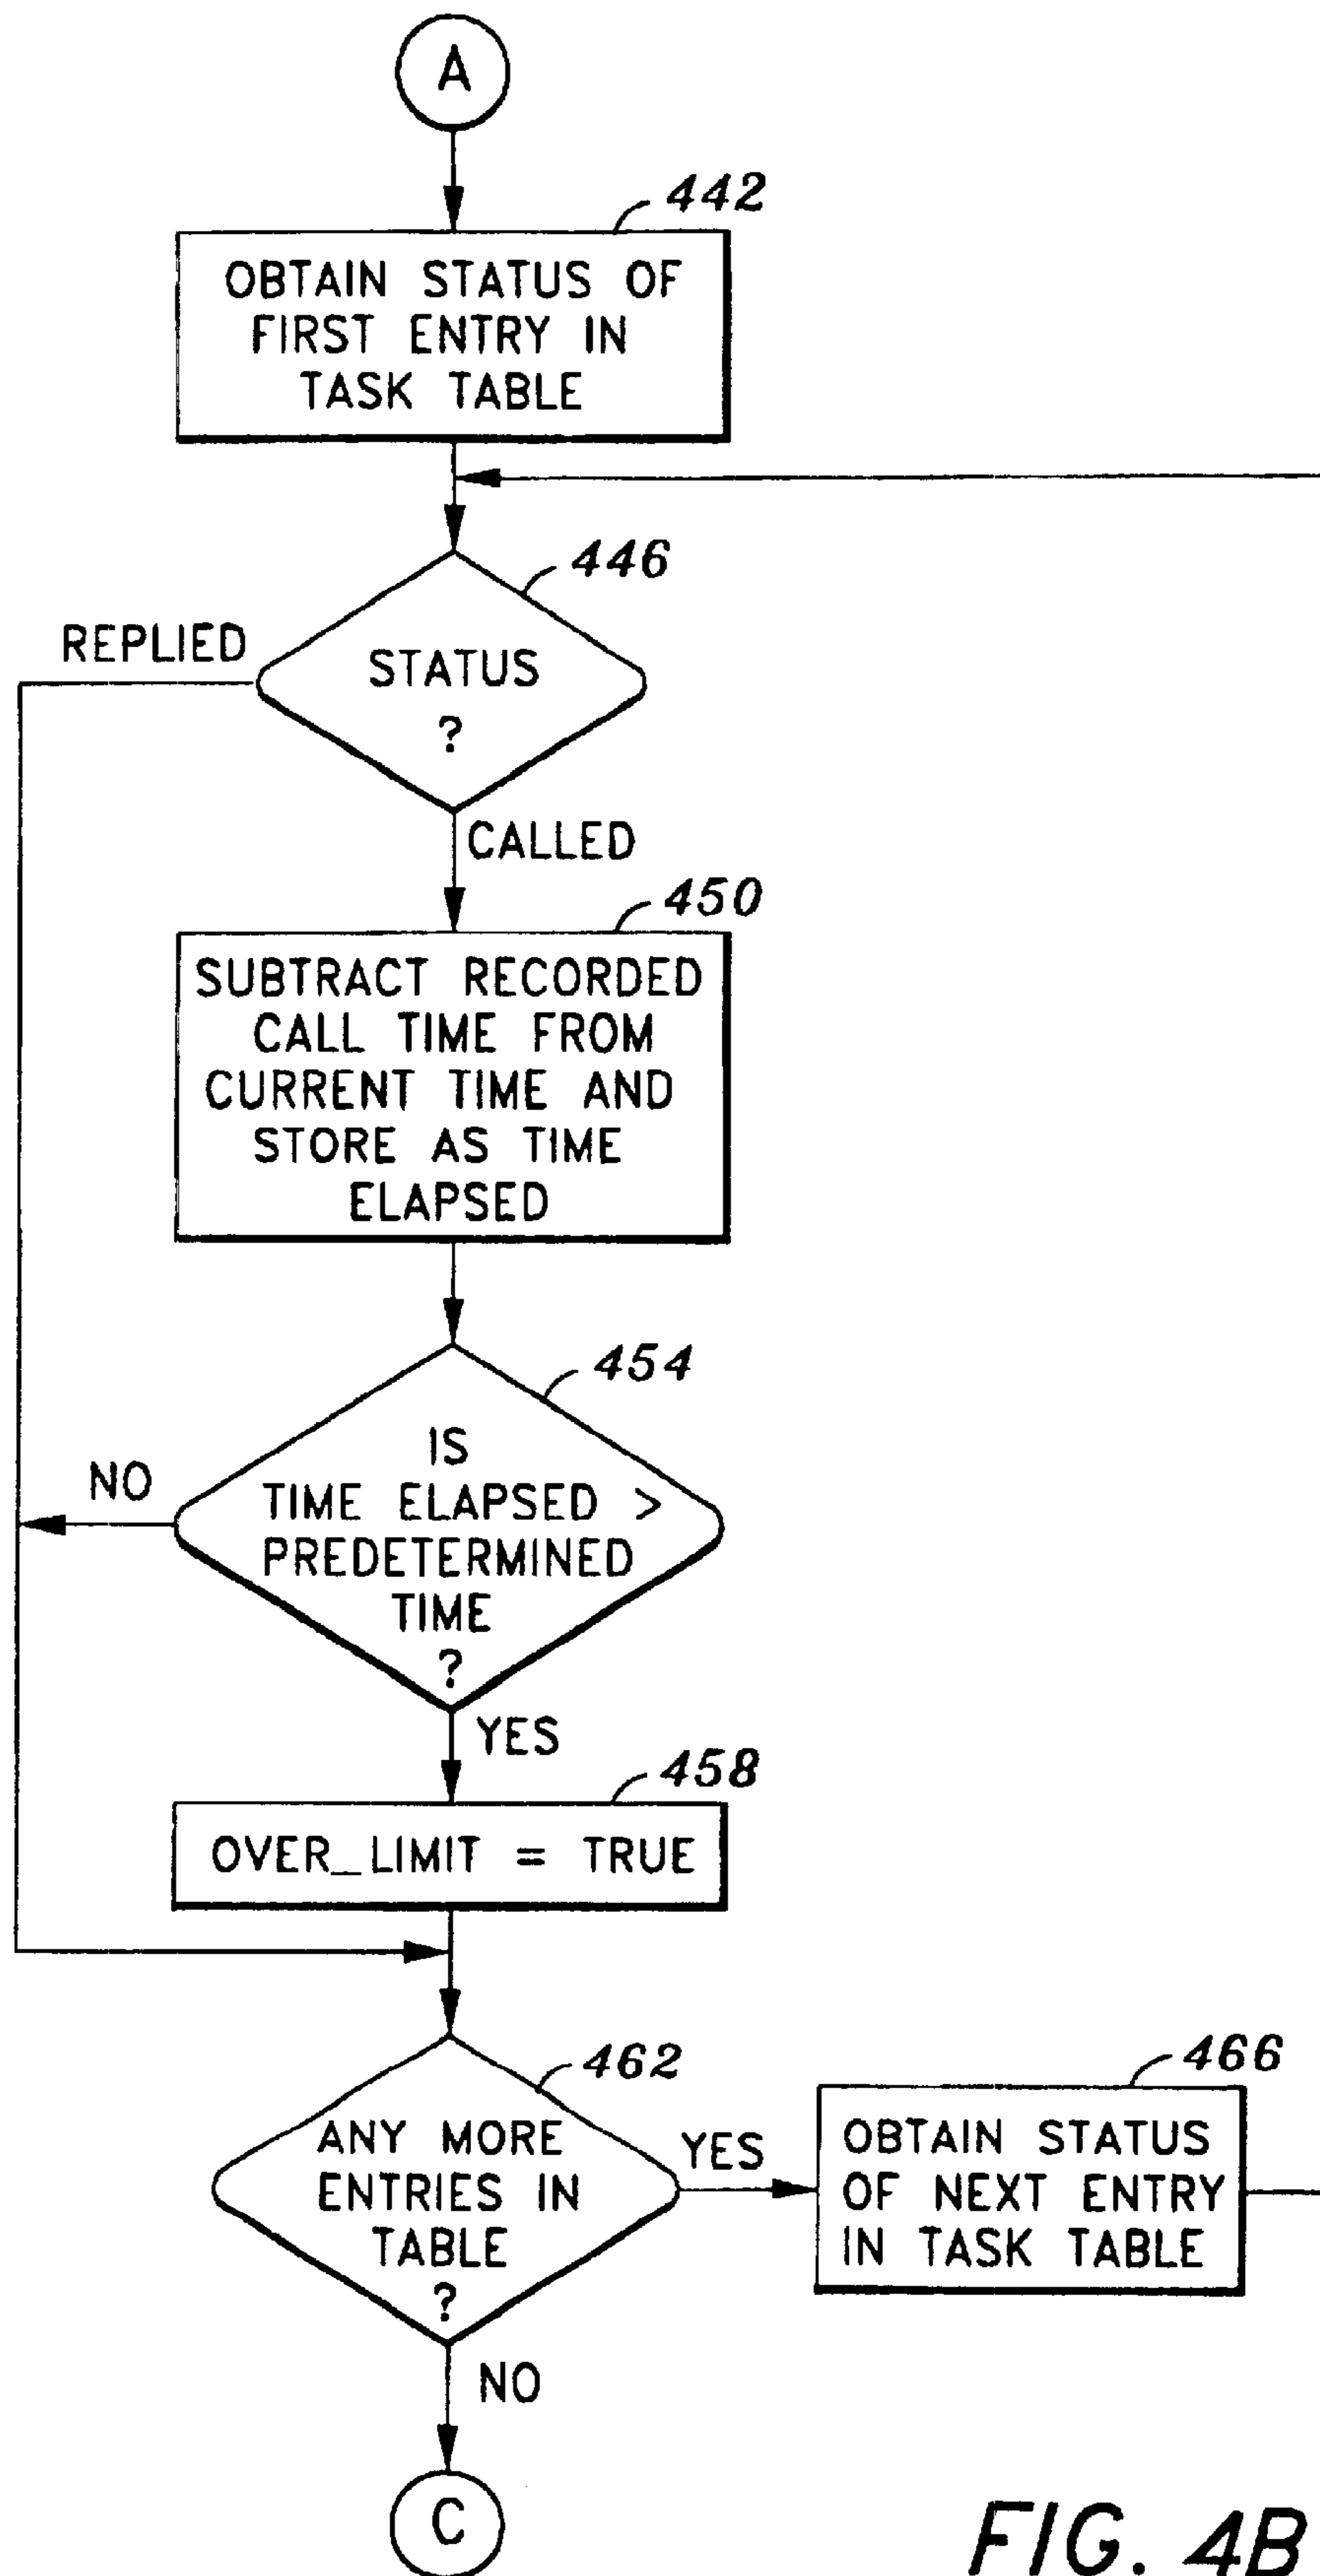 A
442
OBTAIN STATUS OF
FIRST ENTRY IN
TASK TABLE
446
REPLIED
STATUS
?
CALLED
450
SUBTRACT RECORDED
CALL TIME FROM
CURRENT TIME AND
STORE AS TIME
ELAPSED
454
NO
IS
TIME ELAPSED >
PREDETERMINED
TIME
?
YES
458
OVER_LIMIT = TRUE
462
ANY MORE
ENTRIES IN
TABLE
?
YES
466
OBTAIN STATUS
OF NEXT ENTRY
IN TASK TABLE
NO
C
FIG. 4B